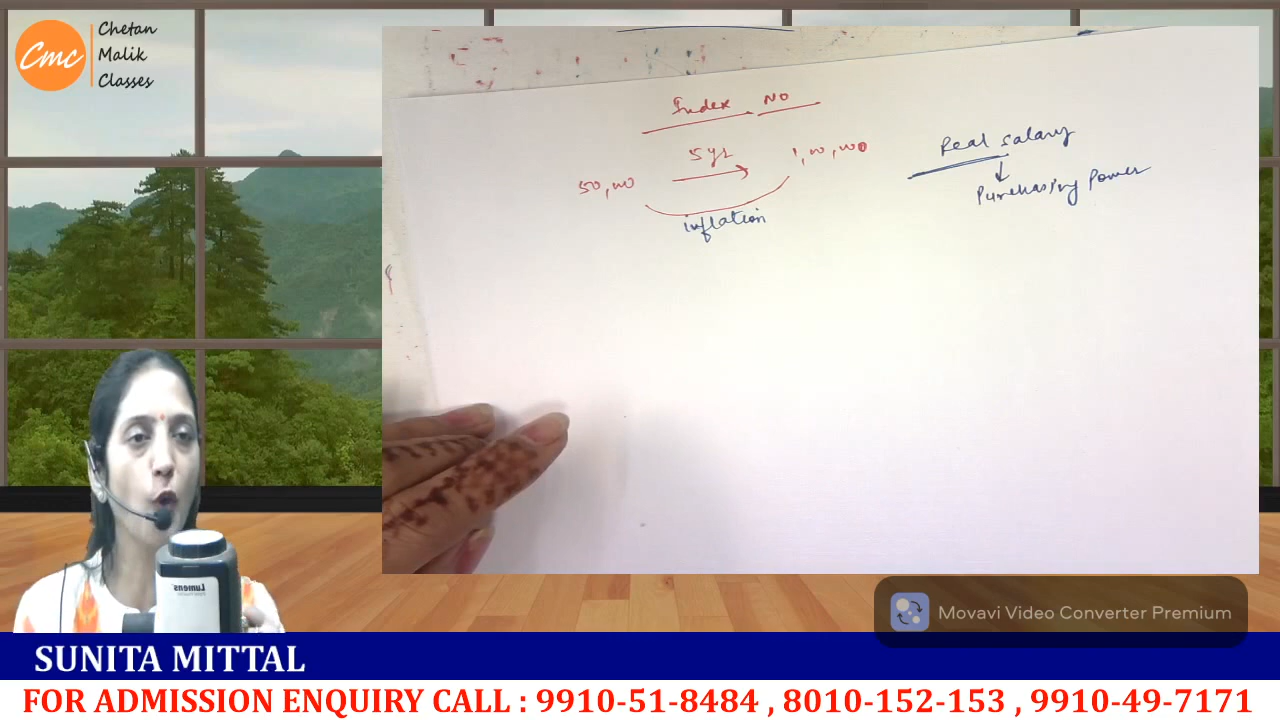 Chetan
Malik
Classes
cmc
Index No
5 yr
50,000
1,00,000
inflation
Real salary
Purchasing Power
Lumens
Movavi Video Converter Premium
SUNITA MITTAL
FOR ADMISSION ENQUIRY CALL : 9910-51-8484 , 8010-152-153 , 9910-49-7171